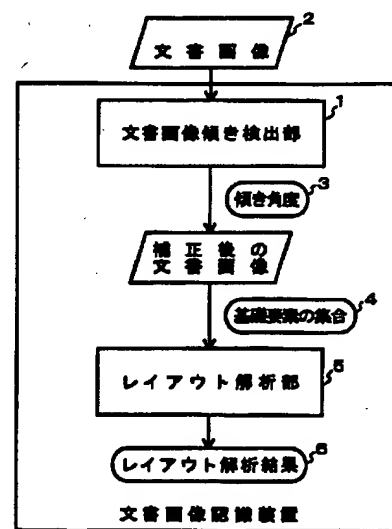 文書画像
2
1
文書画像傾き検出部
3
傾き角度
補正後の
文書画像
4
基礎要素の集合
5
レイアウト解析部
6
レイアウト解析結果
文書画像認識装置